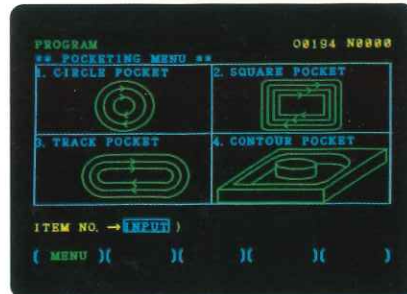 PROGRAM O0194 N0000
** POCKETING MENU **
1. CIRCLE POCKET 2. SQUARE POCKET
3. TRACK POCKET 4. CONTOUR POCKET
ITEM NO. → INPUT )
( MENU )( )( )( )( )